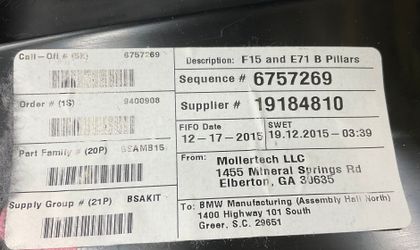 Call-Off # (5K) 6757269
Order # (1S) 9400908
Part Family # (20P) BSAMB15
Supply Group # (21P) BSAKIT
Description: F15 and E71 B Pillars
Sequence # 6757269
Supplier # 19184810
FIFO Date SWET
12-17-2015 19.12.2015-03:39
From: Mollertech LLC
1455 Mineral Springs Rd
Elberton, GA 30635
To: BMW Manufacturing (Assembly Hall North)
1400 Highway 101 South
Greer, S.C. 29651